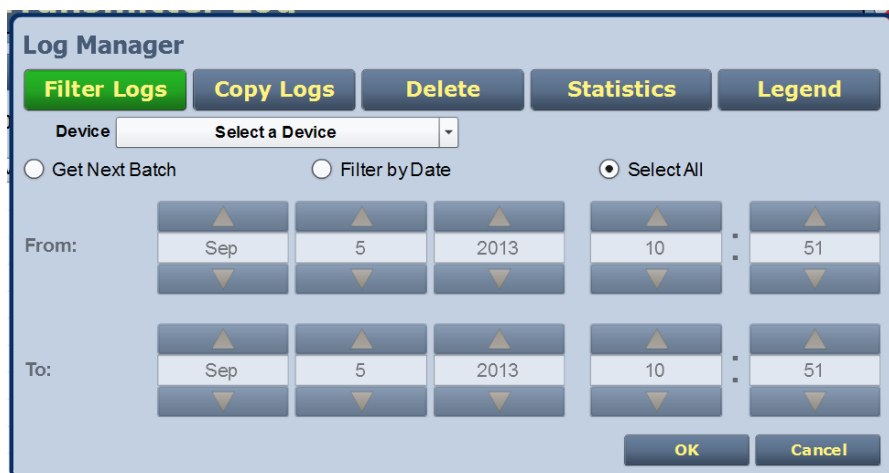 Log Manager
Filter Logs Copy Logs Delete Statistics Legend
Device Select a Device
Get Next Batch Filter by Date Select All
From: Sep 5 2013 10 : 51
To: Sep 5 2013 10 : 51
OK Cancel